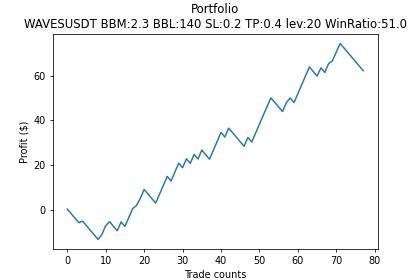 Portfolio
WAVESUSDT BBM:2.3 BBL:140 SL:0.2 TP:0.4 lev:20 WinRatio:51.0
60
40
20
0
Profit ($)
0 10 20 30 40 50 60 70 80
Trade counts